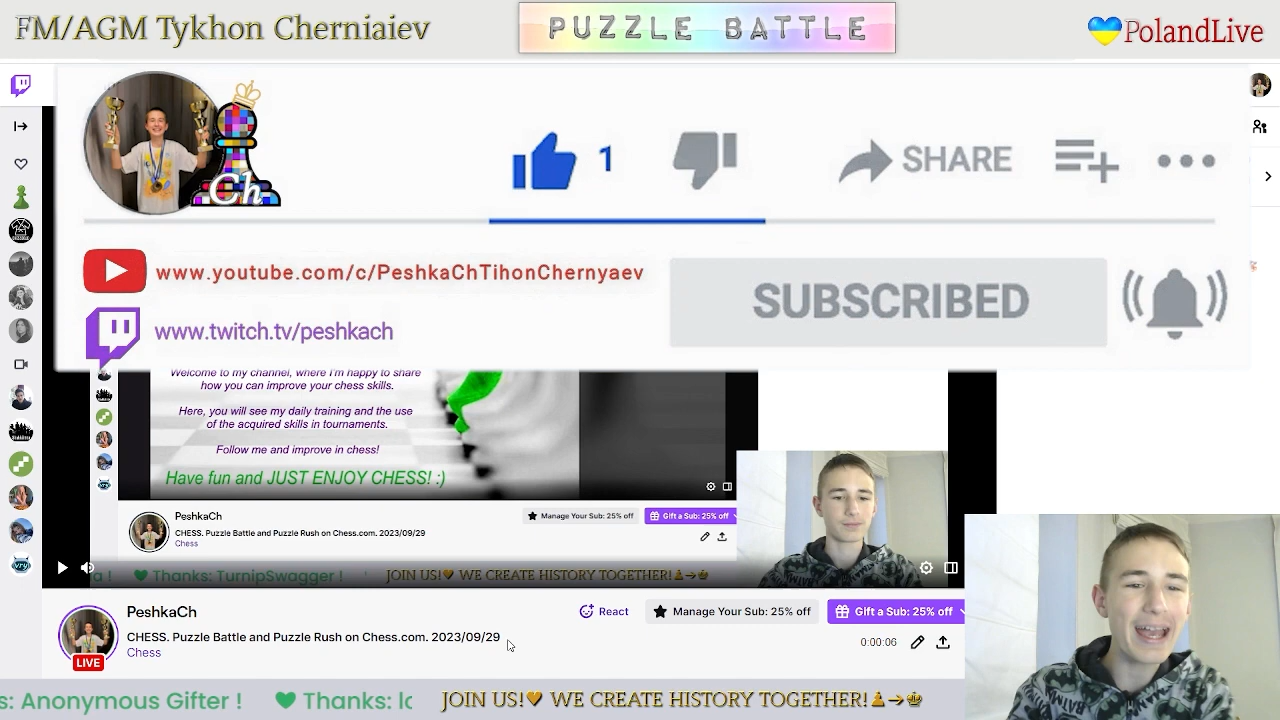 FM/AGM Tykhon Cherniaiev
PUZZLE BATTLE
PolandLive
Ch
1
SHARE
www.youtube.com/c/PeshkaChTihonChernyaev
SUBSCRIBED
www.twitch.tv/peshkach
Welcome to my channel, where I'm happy to share
how you can improve your chess skills.
Here, you will see my daily training and the use
of the acquired skills in tournaments.
Follow me and improve in chess!
Have fun and JUST ENJOY CHESS! :)
PeshkaCh
Manage Your Sub: 25% off
Gift a Sub: 25% off
CHESS. Puzzle Battle and Puzzle Rush on Chess.com. 2023/09/29
Chess
! Thanks: TurnipSwagger !
JOIN US! WE CREATE HISTORY TOGETHER!
PeshkaCh
React
Manage Your Sub: 25% off
Gift a Sub: 25% off
CHESS. Puzzle Battle and Puzzle Rush on Chess.com. 2023/09/29
0:00:06
Chess
LIVE
s: Anonymous Gifter !
Thanks:
JOIN US! WE CREATE HISTORY TOGETHER!